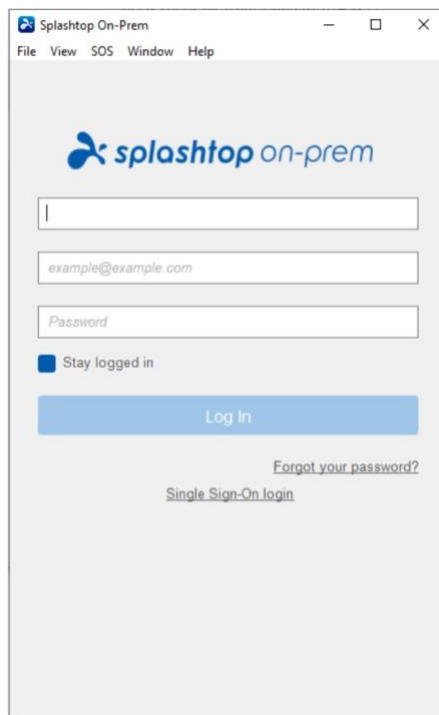 Splashtop On-Prem
File View SOS Window Help
splashtop on-prem
example@example.com
Password
Stay logged in
Log In
Forgot your password?
Single Sign-On login